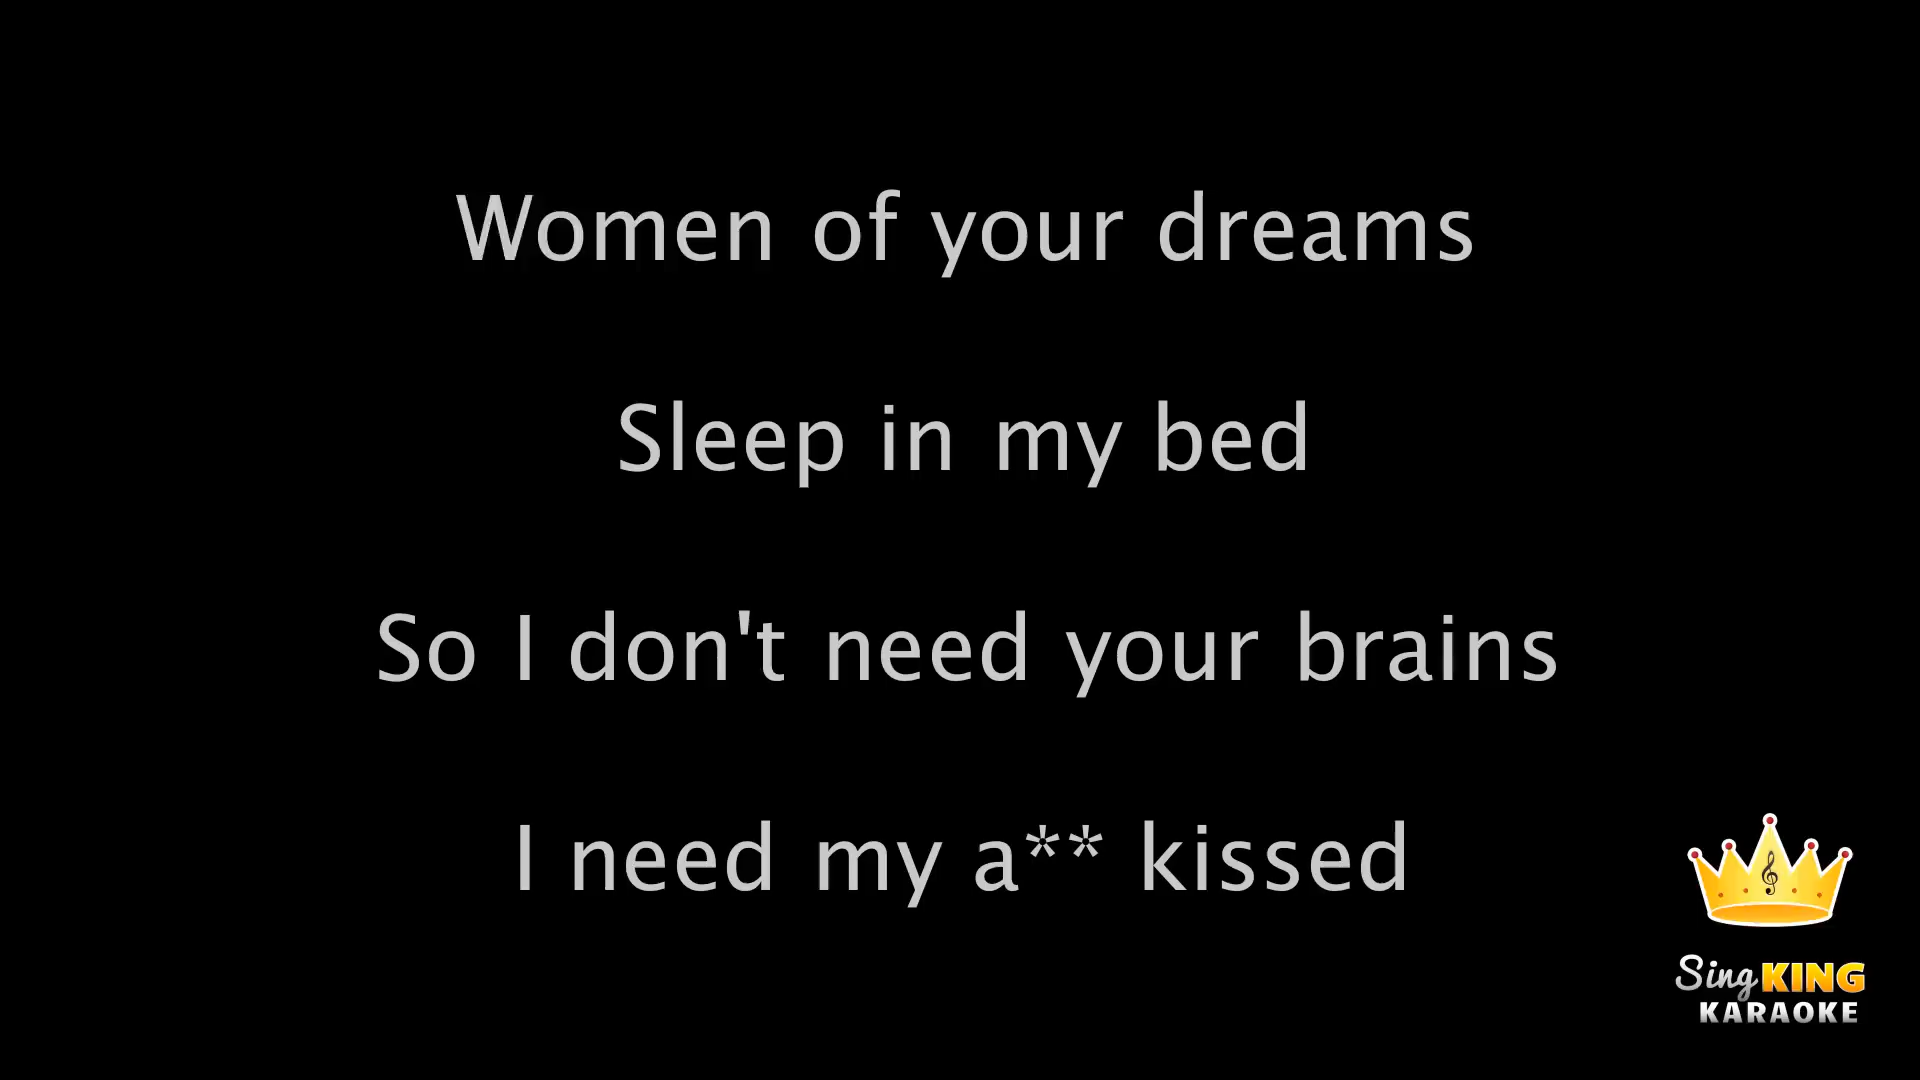 Women of your dreams
Sleep in my bed
So I don't need your brains
I need my a** kissed
Sing KING
KARAOKE